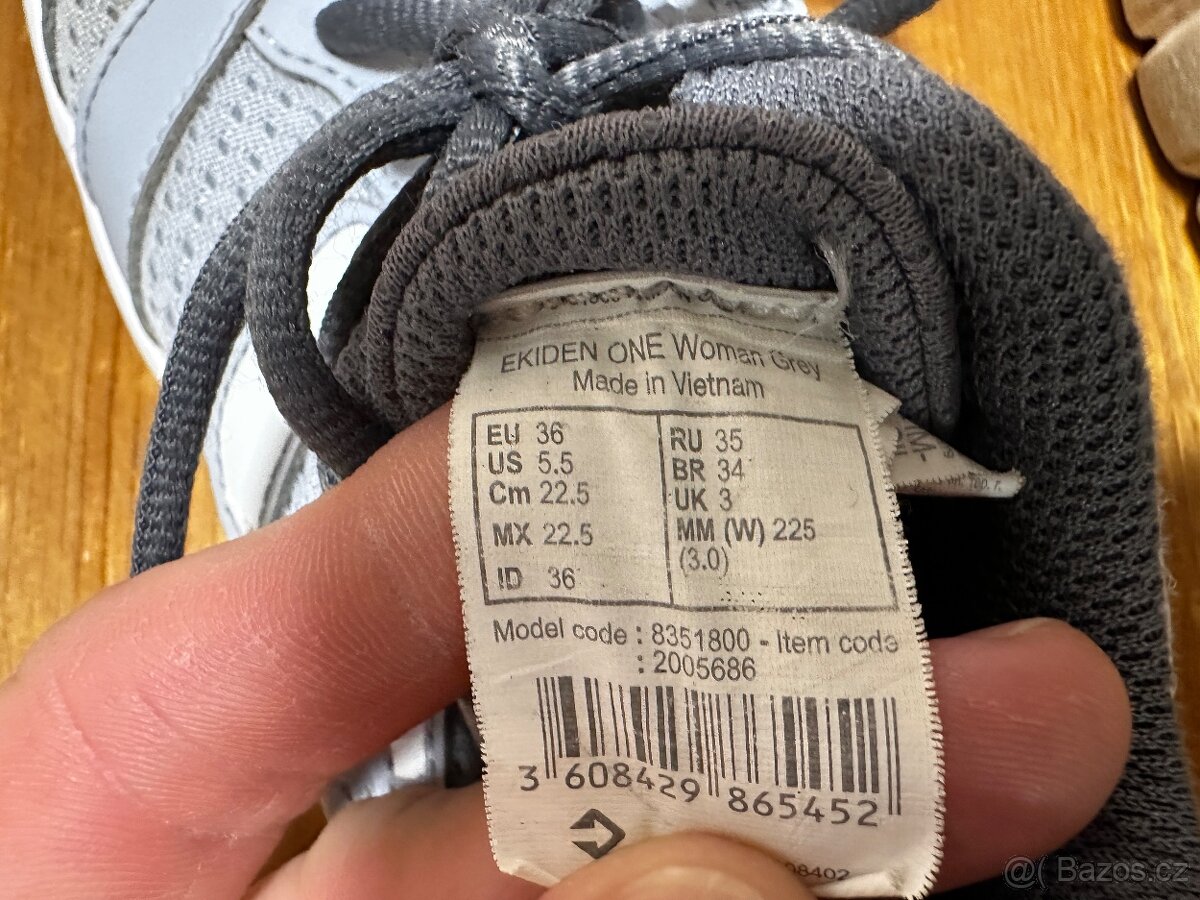 EKIDEN ONE Woman Grey
Made in Vietnam
EU 36
US 5.5
Cm 22.5
MX 22.5
ID 36
RU 35
BR 34
UK 3
MM (W) 225
(3.0)
Model code : 8351800 - Item code
: 2005686
3 608429 865452
08402
Bazos.cz